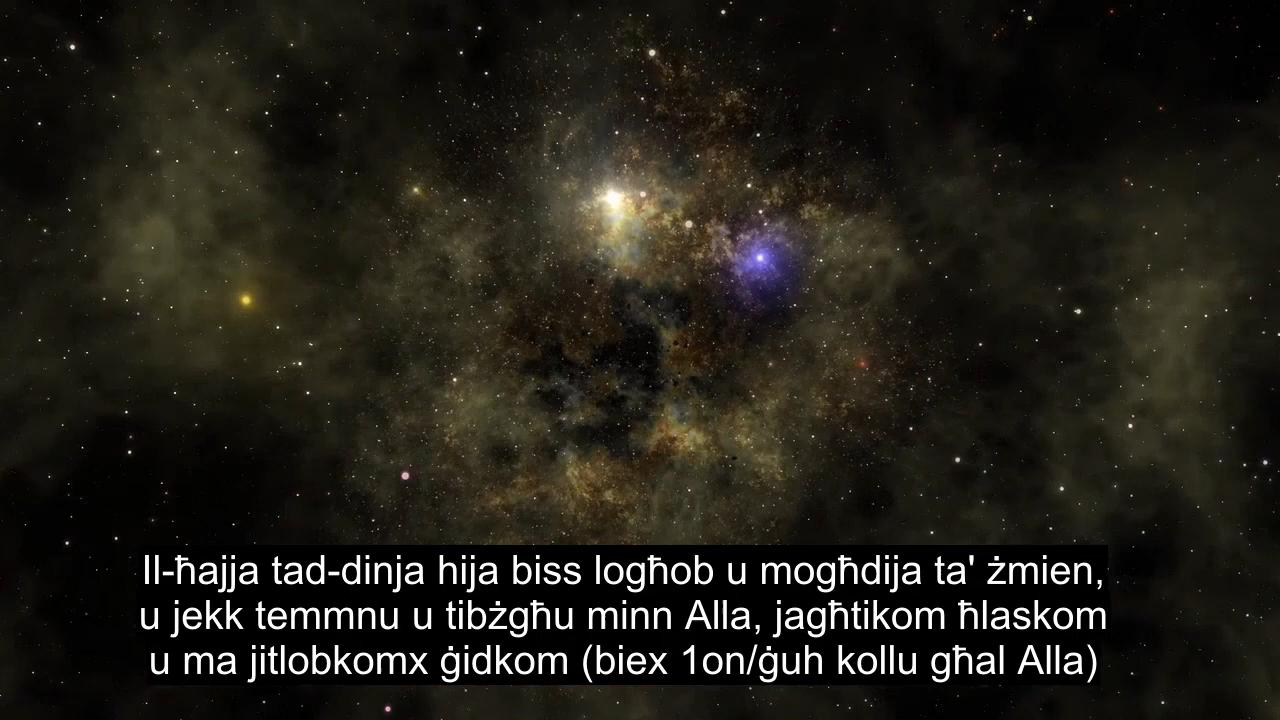 Il-ħajja tad-dinja hija biss logħob u mogħdija ta' żmien,
u jekk temmnu u tibżgħu minn Alla, jagħtikom ħlaskom
u ma jitlobkomx ġidkom (biex 1on/ġuh kollu għal Alla)